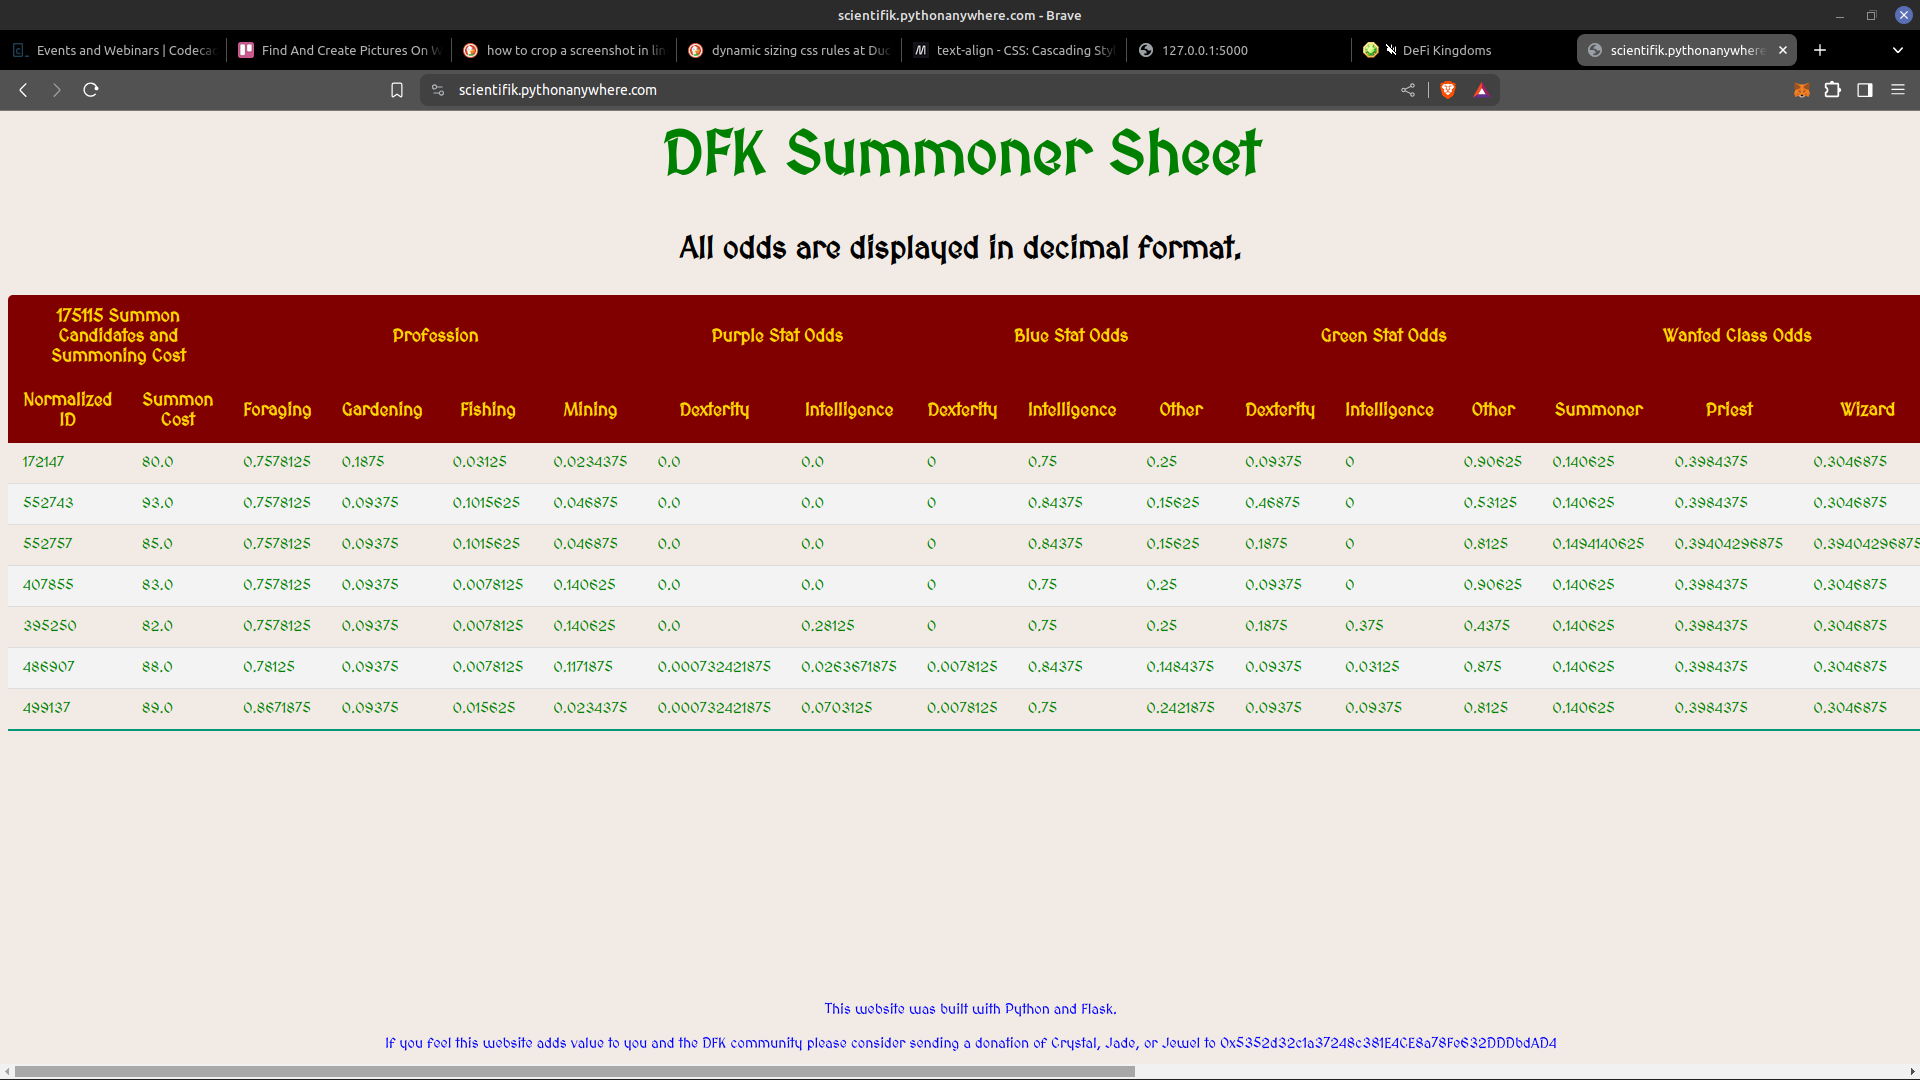 scientifik.pythonanywhere.com - Brave
Events and Webinars | Codecac
Find And Create Pictures On W
how to crop a screenshot in lin
dynamic sizing css rules at Duc
text-align - CSS: Cascading Styl
127.0.0.1:5000
DeFi Kingdoms
scientifik.pythonanywhere
scientifik.pythonanywhere.com
DFK Summoner Sheet
All odds are displayed in decimal format.
175115 Summon Candidates and Summoning Cost Profession Purple Stat Odds Blue Stat Odds Green Stat Odds Wanted Class Odds
Normalized ID Summon Cost Foraging Gardening Fishing Mining Dexterity Intelligence Dexterity Intelligence Other Dexterity Intelligence Other Summoner Priest Wizard
172147 80.0 0.7578125 0.1875 0.03125 0.0234375 0.0 0.0 0 0.75 0.25 0.09375 0 0.90625 0.140625 0.3984375 0.3046875
552743 93.0 0.7578125 0.09375 0.1015625 0.046875 0.0 0.0 0 0.84375 0.15625 0.46875 0 0.53125 0.140625 0.3984375 0.3046875
552757 85.0 0.7578125 0.09375 0.1015625 0.046875 0.0 0.0 0 0.84375 0.15625 0.1875 0 0.8125 0.1494140625 0.39404296875 0.39404296875
407855 83.0 0.7578125 0.09375 0.0078125 0.140625 0.0 0.0 0 0.75 0.25 0.09375 0 0.90625 0.140625 0.3984375 0.3046875
395250 82.0 0.7578125 0.09375 0.0078125 0.140625 0.0 0.28125 0 0.75 0.25 0.1875 0.375 0.4375 0.140625 0.3984375 0.3046875
486907 88.0 0.78125 0.09375 0.0078125 0.1171875 0.000732421875 0.0263671875 0.0078125 0.84375 0.1484375 0.09375 0.03125 0.875 0.140625 0.3984375 0.3046875
499137 89.0 0.8671875 0.09375 0.015625 0.0234375 0.000732421875 0.0703125 0.0078125 0.75 0.2421875 0.09375 0.09375 0.8125 0.140625 0.3984375 0.3046875
This website was built with Python and Flask.
If you feel this website adds value to you and the DFK community please consider sending a donation of Crystal, Jade, or Jewel to 0x5352d32c1a37248c381E4CE8a78Fe632DDDbdAD4